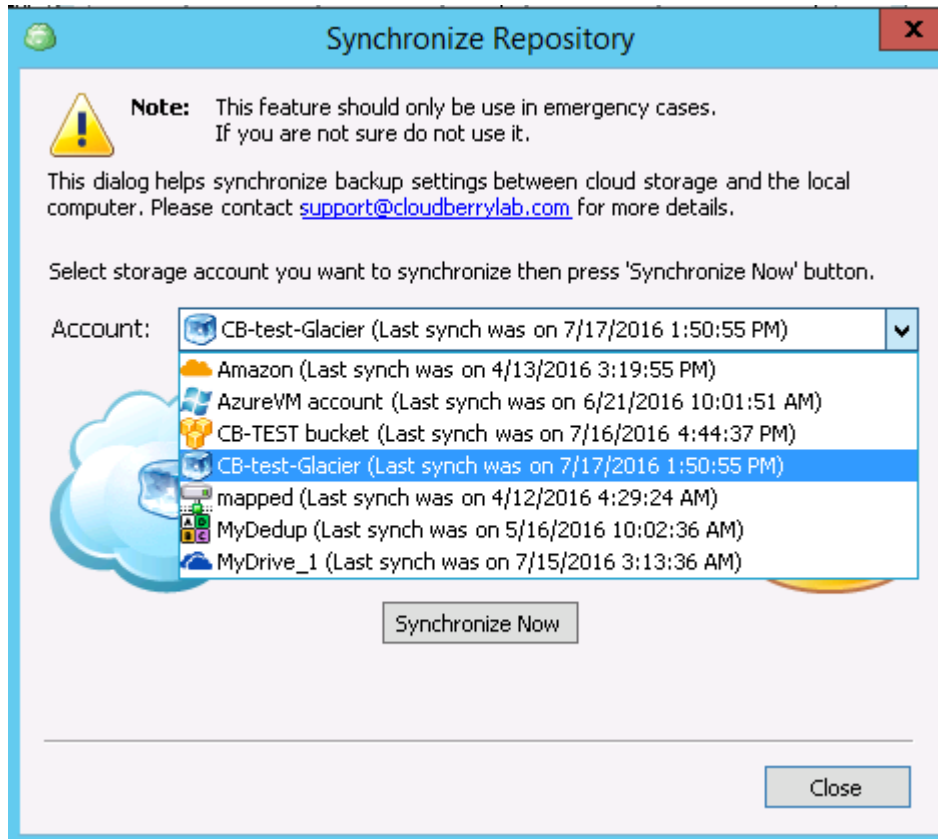 Synchronize Repository
x
Note: This feature should only be use in emergency cases.
If you are not sure do not use it.
This dialog helps synchronize backup settings between cloud storage and the local
computer. Please contact support@cloudberrylab.com for more details.
Select storage account you want to synchronize then press 'Synchronize Now' button.
Account: CB-test-Glacier (Last synch was on 7/17/2016 1:50:55 PM)
Amazon (Last synch was on 4/13/2016 3:19:55 PM)
AzureVM account (Last synch was on 6/21/2016 10:01:51 AM)
CB-TEST bucket (Last synch was on 7/16/2016 4:44:37 PM)
CB-test-Glacier (Last synch was on 7/17/2016 1:50:55 PM)
mapped (Last synch was on 4/12/2016 4:29:24 AM)
MyDedup (Last synch was on 5/16/2016 10:02:36 AM)
MyDrive_1 (Last synch was on 7/15/2016 3:13:36 AM)
Synchronize Now
Close